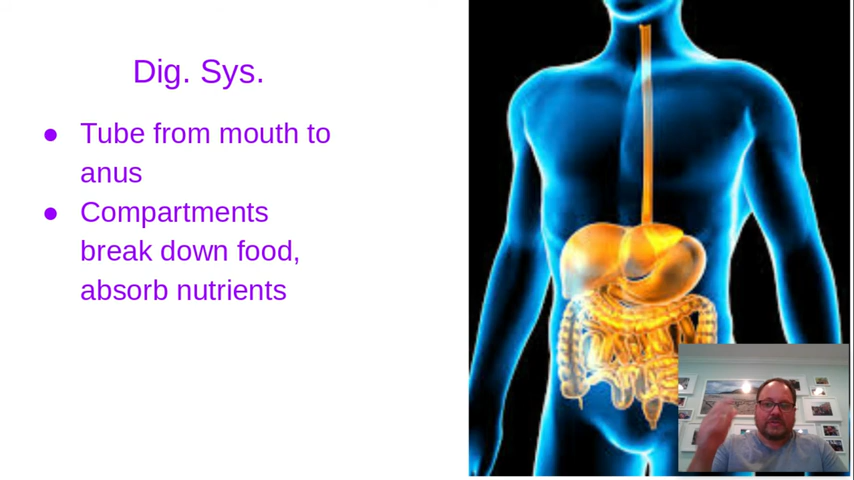 Dig. Sys.
● Tube from mouth to
anus
● Compartments
break down food,
absorb nutrients